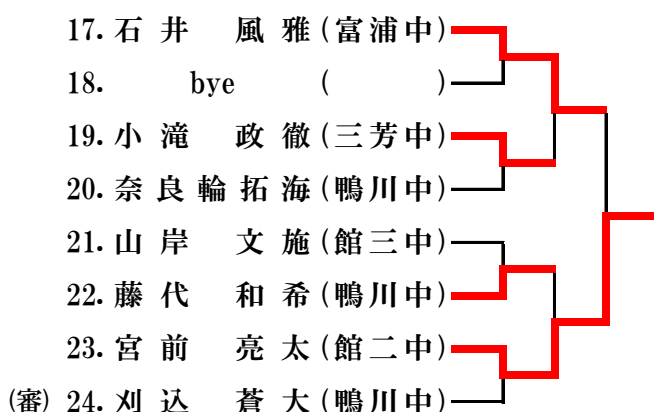 17. 石井 風雅 (富浦中)
18. bye ( )
19. 小滝 政徹 (三芳中)
20. 奈良輪拓海 (鴨川中)
21. 山岸 文施 (館三中)
22. 藤代 和希 (鴨川中)
23. 宮前 亮太 (館二中)
(審) 24. 刈込 蒼大 (鴨川中)